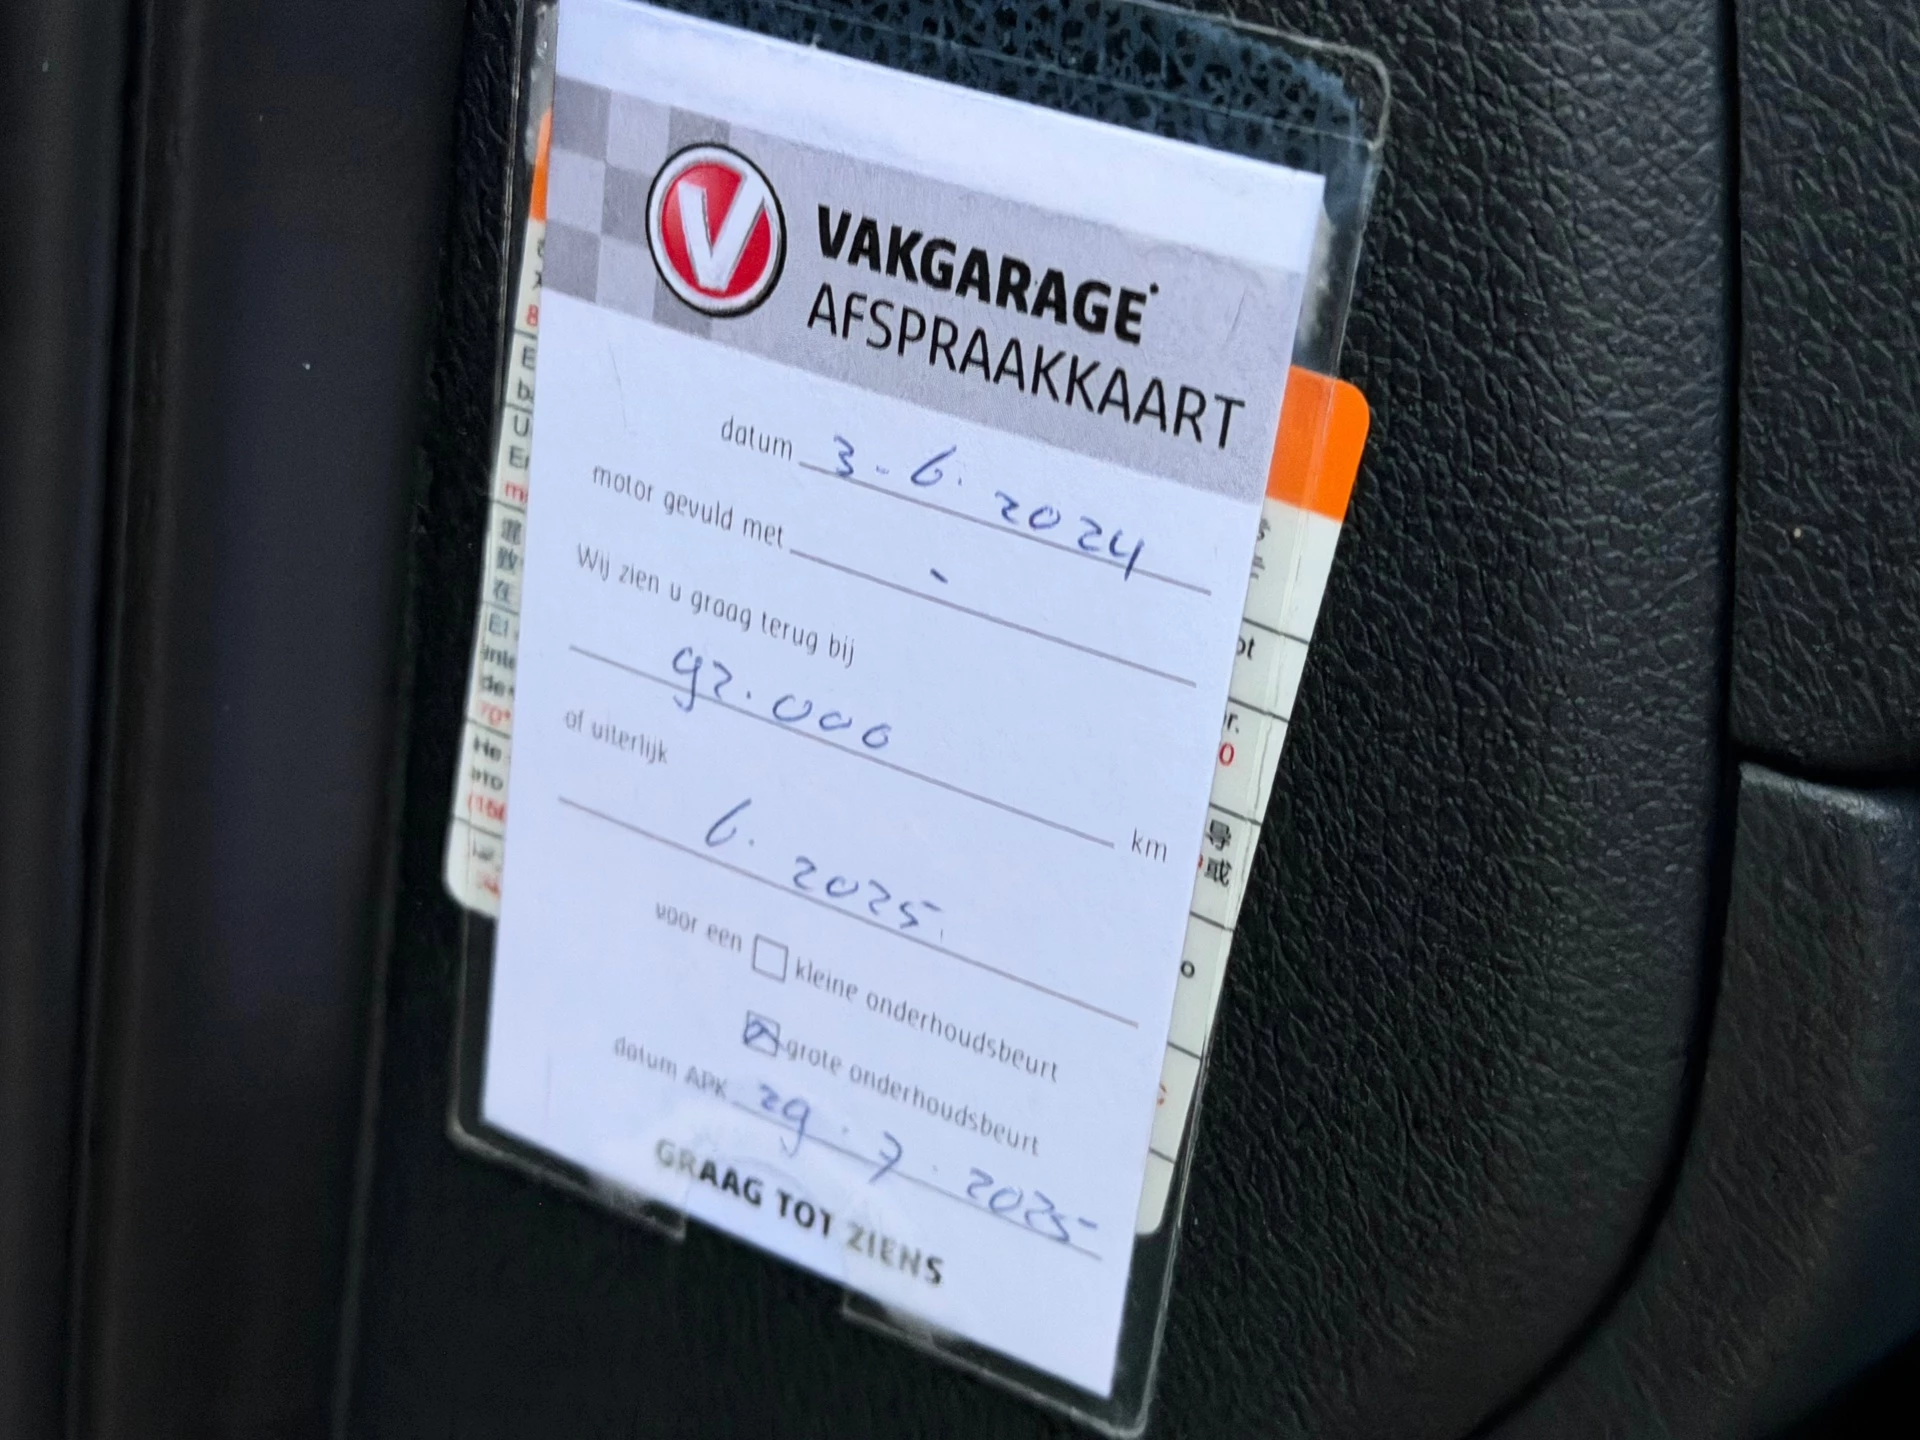 VAKGARAGE
AFSPRAAKKAART
datum 3-6.2024
motor gevuld met -
Wij zien u graag terug bij
92.000 km
of uiterlijk
6.2025
voor een kleine onderhoudsbeurt
grote onderhoudsbeurt
datum APK 29.7.2025
GRAAG TOT ZIENS